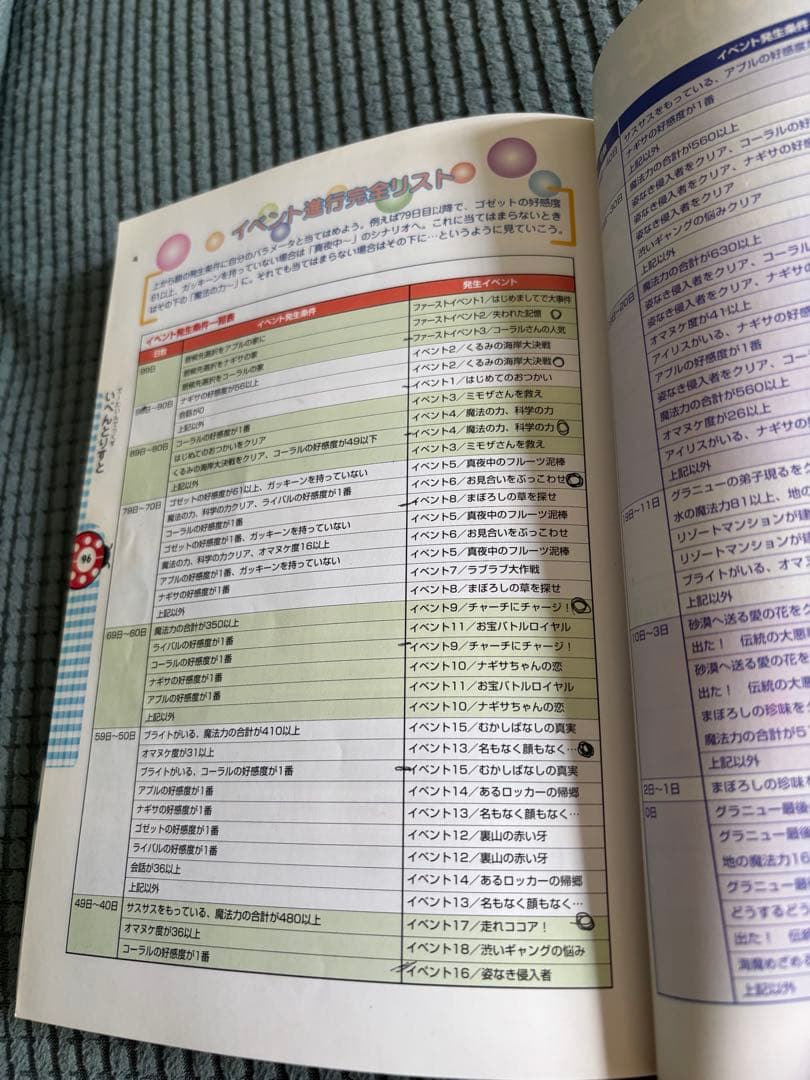 イベント進行完全リスト
上から順の発生条件に自分のパラメータと当てはめよう。例えば79日目以降で、ゴゼットの好感度
61以上、ガッキーンを持っていない場合は「真夜中〜」のシナリオへ。これに当てはまらないとき
はその下の「魔法の力〜」に。それても当てはまらない場合はその下に…というように見ていこう。
イベント発生条件一覧表
日数 イベント発生条件 発生イベント
99日 居候先選択をアプルの家に ファーストイベント1/はじめましてで大事件
居候先選択をナギサの家 ファーストイベント2/失われた記憶
居候先選択をコーラルの家 ファーストイベント3/コーラルさんの人気
98日〜90日 ナギサの好感度が56以上 イベント2/くるみの海岸大決戦
会話が0 イベント2/くるみの海岸大決戦
上記以外 イベント1/はじめてのおつかい
89日〜80日 コーラルの好感度が1番 イベント3/ミモザさんを救え
はじめてのおつかいをクリア イベント4/魔法の力、科学の力
くるみの海岸大決戦をクリア、コーラルの好感度が49以下 イベント4/魔法の力、科学の力
上記以外 イベント3/ミモザさんを救え
79日〜70日 ゴゼットの好感度が61以上、ガッキーンを持っていない イベント5/真夜中のフルーツ泥棒
魔法の力、科学の力クリア、ライバルの好感度が1番 イベント6/お見合いをぶっこわせ
コーラルの好感度が1番 イベント8/まぼろしの草を探せ
ゴゼットの好感度が1番、ガッキーンを持っていない イベント5/真夜中のフルーツ泥棒
魔法の力、科学の力クリア、オマヌケ度16以上 イベント6/お見合いをぶっこわせ
アプルの好感度が1番、ガッキーンを持っていない イベント5/真夜中のフルーツ泥棒
ナギサの好感度が1番 イベント7/ラブラブ大作戦
上記以外 イベント8/まぼろしの草を探せ
69日〜60日 魔法力の合計が350以上 イベント9/チャーチにチャージ!
ライバルの好感度が1番 イベント11/お宝バトルロイヤル
コーラルの好感度が1番 イベント9/チャーチにチャージ!
ナギサの好感度が1番 イベント10/ナギサちゃんの恋
アプルの好感度が1番 イベント11/お宝バトルロイヤル
上記以外 イベント10/ナギサちゃんの恋
59日〜50日 ブライトがいる、魔法力の合計が410以上 イベント15/むかしばなしの真実
オマヌケ度が31以上 イベント13/名もなく顔もなく…
ブライトがいる、コーラルの好感度が1番 イベント15/むかしばなしの真実
アプルの好感度が1番 イベント14/あるロッカーの帰郷
ナギサの好感度が1番 イベント13/名もなく顔もなく…
ゴゼットの好感度が1番 イベント12/裏山の赤い牙
ライバルの好感度が1番 イベント12/裏山の赤い牙
会話が36以上 イベント14/あるロッカーの帰郷
上記以外 イベント13/名もなく顔もなく…
49日〜40日 サスサスをもっている、魔法力の合計が480以上 イベント17/走れココア!
オマヌケ度が36以上 イベント18/渋いギャングの悩み
コーラルの好感度が1番 イベント16/姿なき侵入者
いべんとりすと
96
イベント発生条件
サスサスをもっている、アプルの好感度が
ナギサの好感度が1番
上記以外
魔法力の合計が560以上
姿なき侵入者をクリア、コーラルの好
姿なき侵入者をクリア、ナギサの好感
姿なき侵入者をクリア
渋いギャングの悩みクリア
上記以外
魔法力の合計が630以上
姿なき侵入者をクリア、
オマヌケ度が41以上
アイリスがいる、ナギサの好
アプルの好感度が1番
姿なき侵入者をクリア
魔法力の合計が560以上
オマヌケ度が26以上
アイリスがいる、ナギサの
上記以外
19日〜11日 グラニューの弟子現るをク
水の魔法力81以上、地の
リゾートマンションが建
リゾートマンションが建
ブライトがいる、オマヌ
上記以外
10日〜3日 砂漠へ送る愛の花をク
出た! 伝統の大悪
砂漠へ送る愛の花を
出た! 伝統の大悪
まぼろしの珍味をク
魔法力の合計が51
上記以外
2日〜1日 まぼろしの珍味を
0日 グラニュー最後
グラニュー最後
地の魔法力16
グラニュー最後
どうするどう
出た! 伝統
海魔めざめる
上記以外